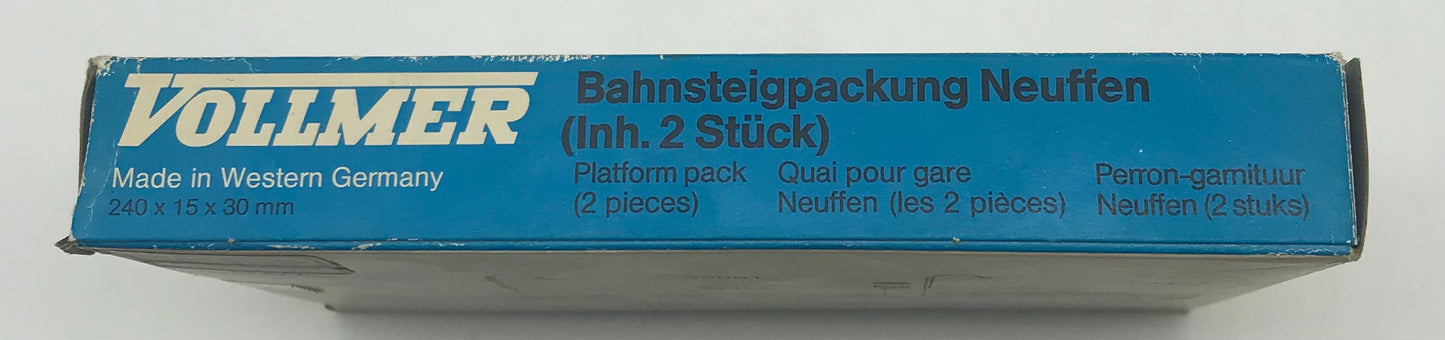 VOLLMER
Made in Western Germany
240 x 15 x 30 mm
Bahnsteigpackung Neuffen
(Inh. 2 Stück)
Platform pack
(2 pieces)
Quai pour gare
Neuffen (les 2 pièces)
Perron-garnituur
Neuffen (2 stuks)